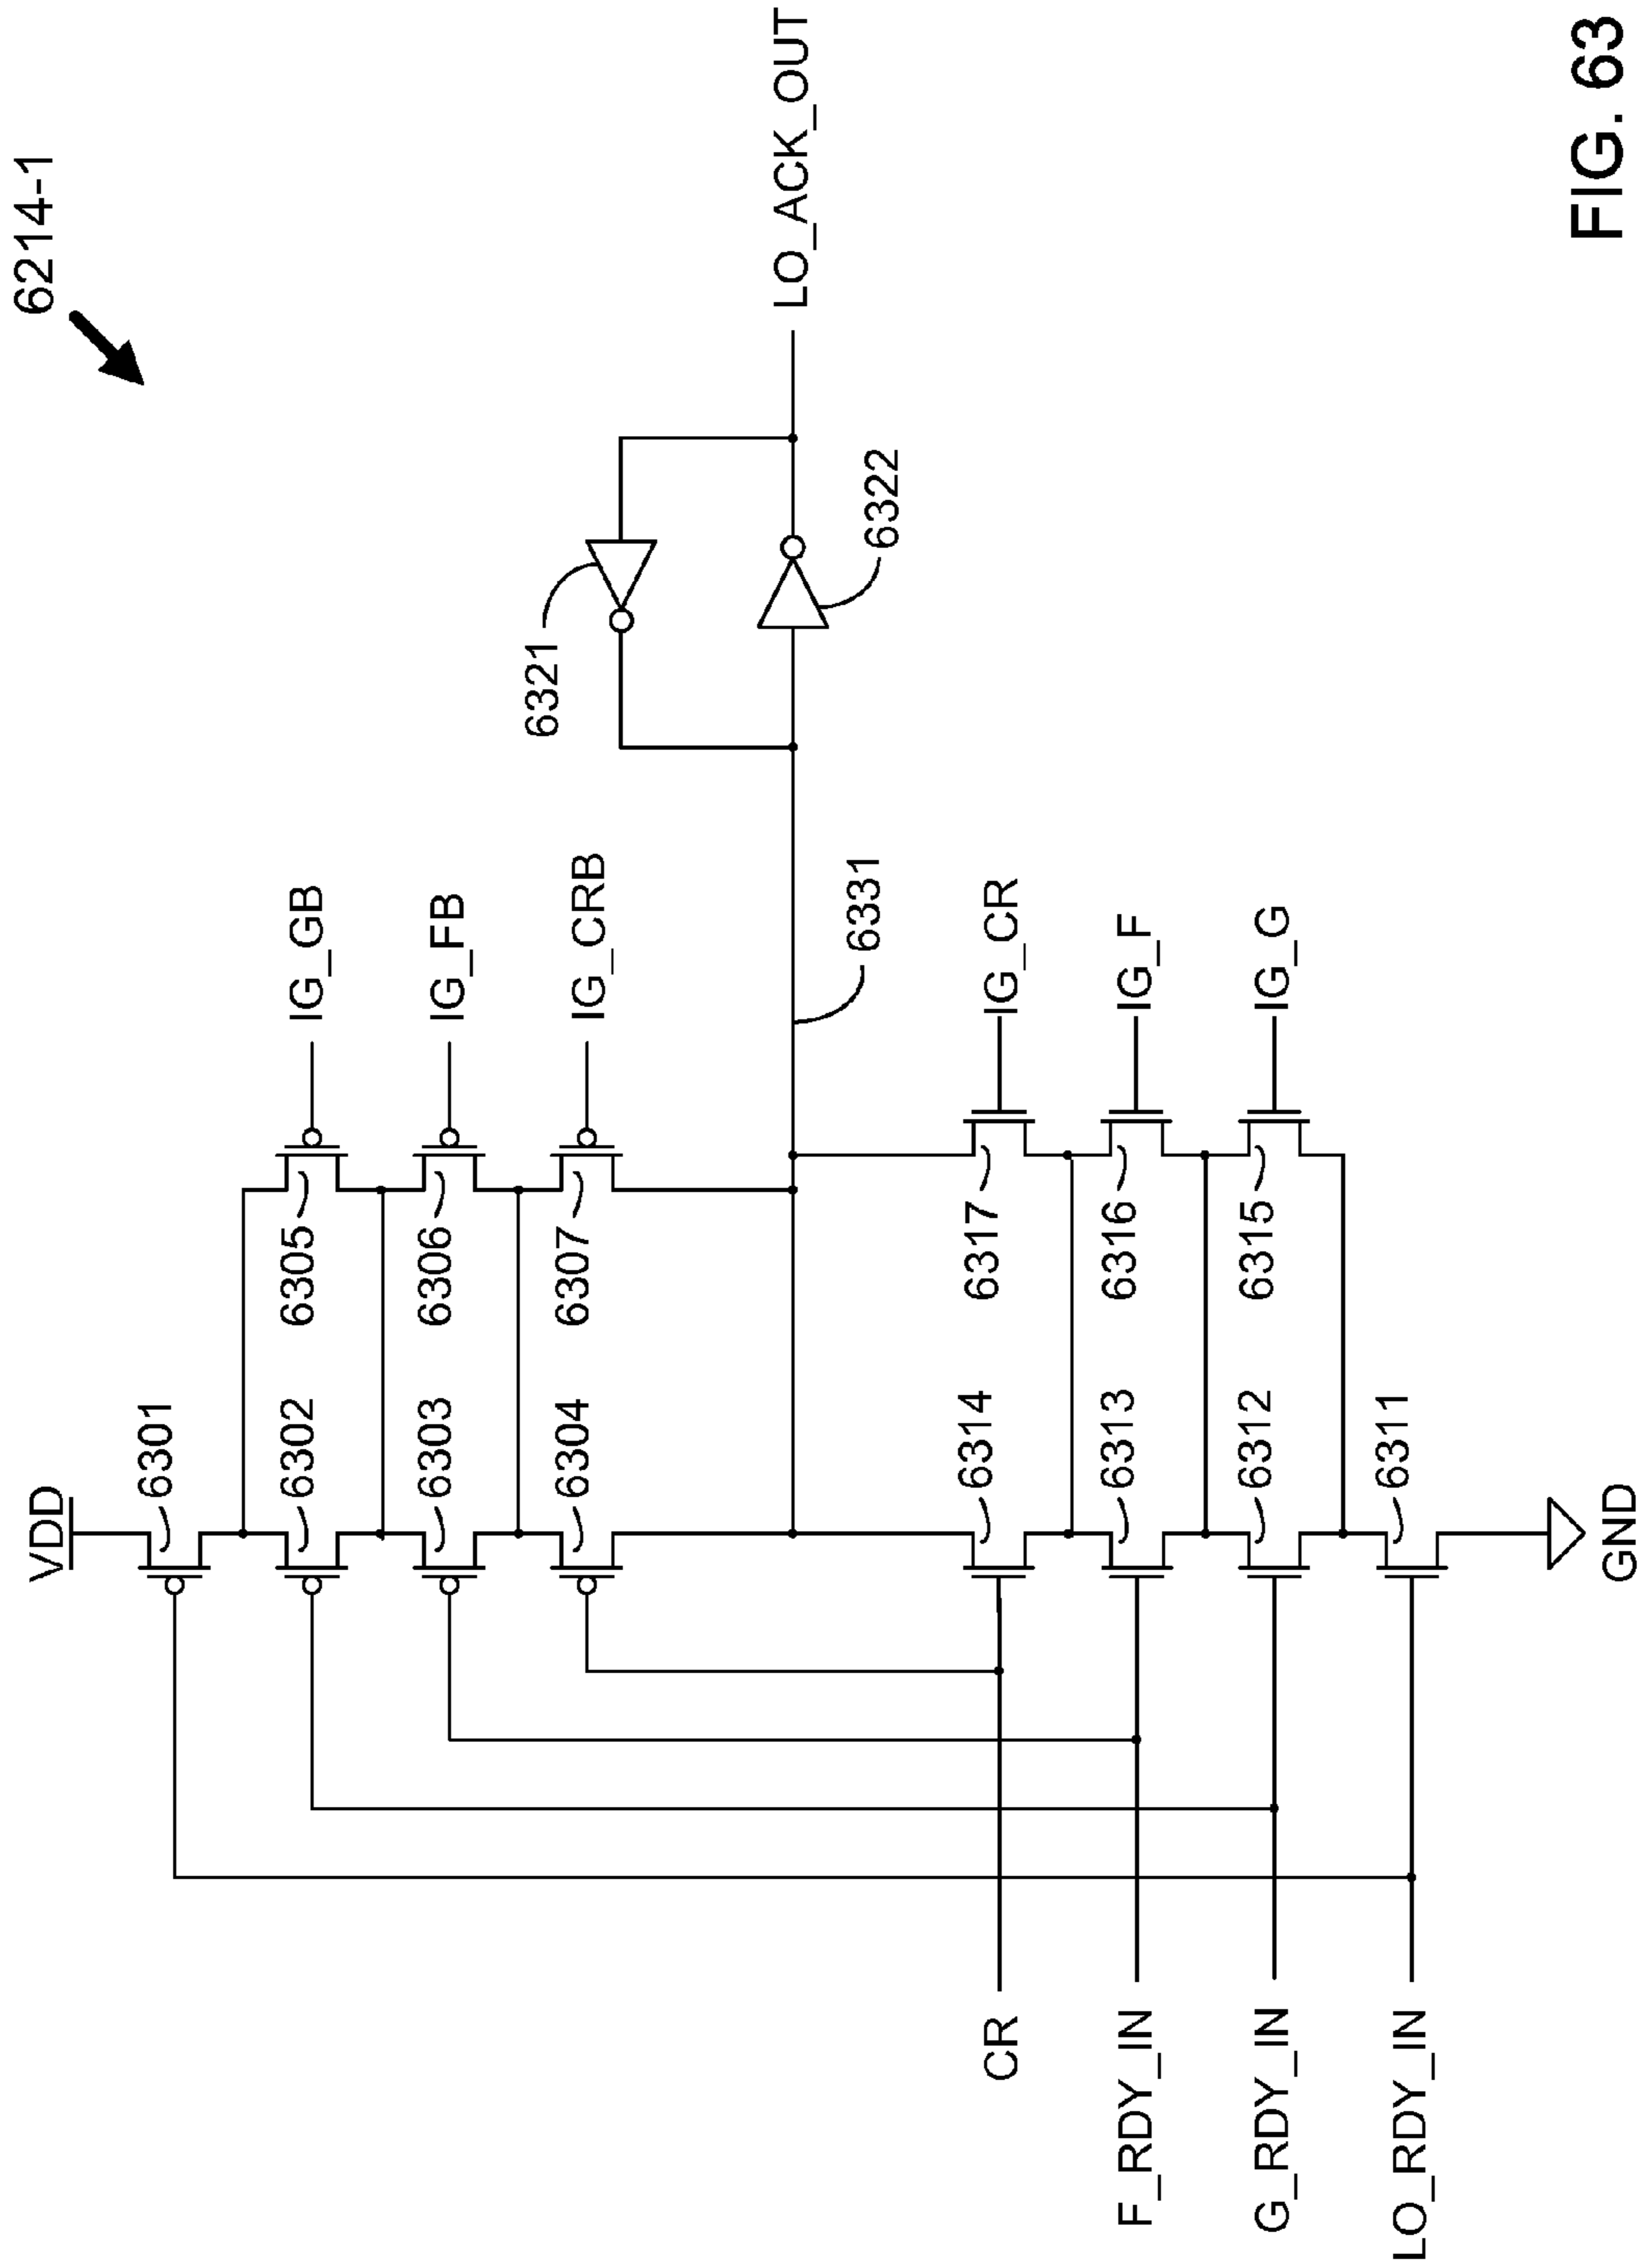 6214-1
VDD
6301
6302
6305
IG_GB
6303
6306
IG_FB
6304
6307
IG_CRB
6321
LO_ACK_OUT
6331
6322
CR
6314
6317
IG_CR
F_RDY_IN
6313
6316
IG_F
G_RDY_IN
6312
6315
IG_G
LO_RDY_IN
6311
GND
FIG. 63